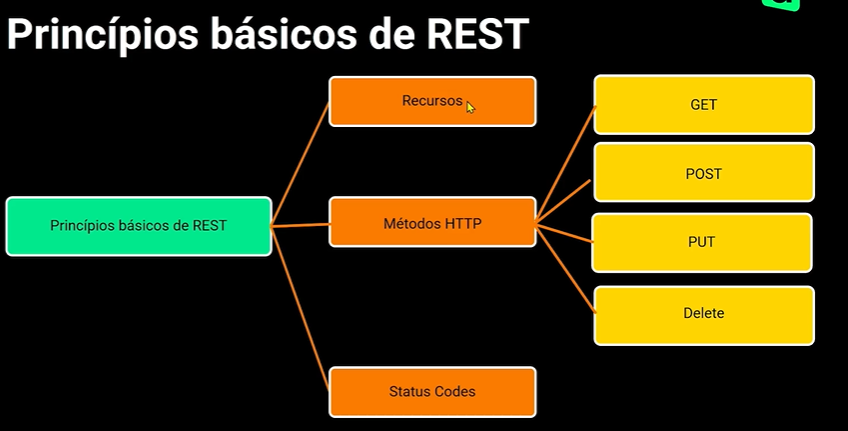 Princípios básicos de REST
Recursos
GET
POST
Princípios básicos de REST
Métodos HTTP
PUT
Delete
Status Codes